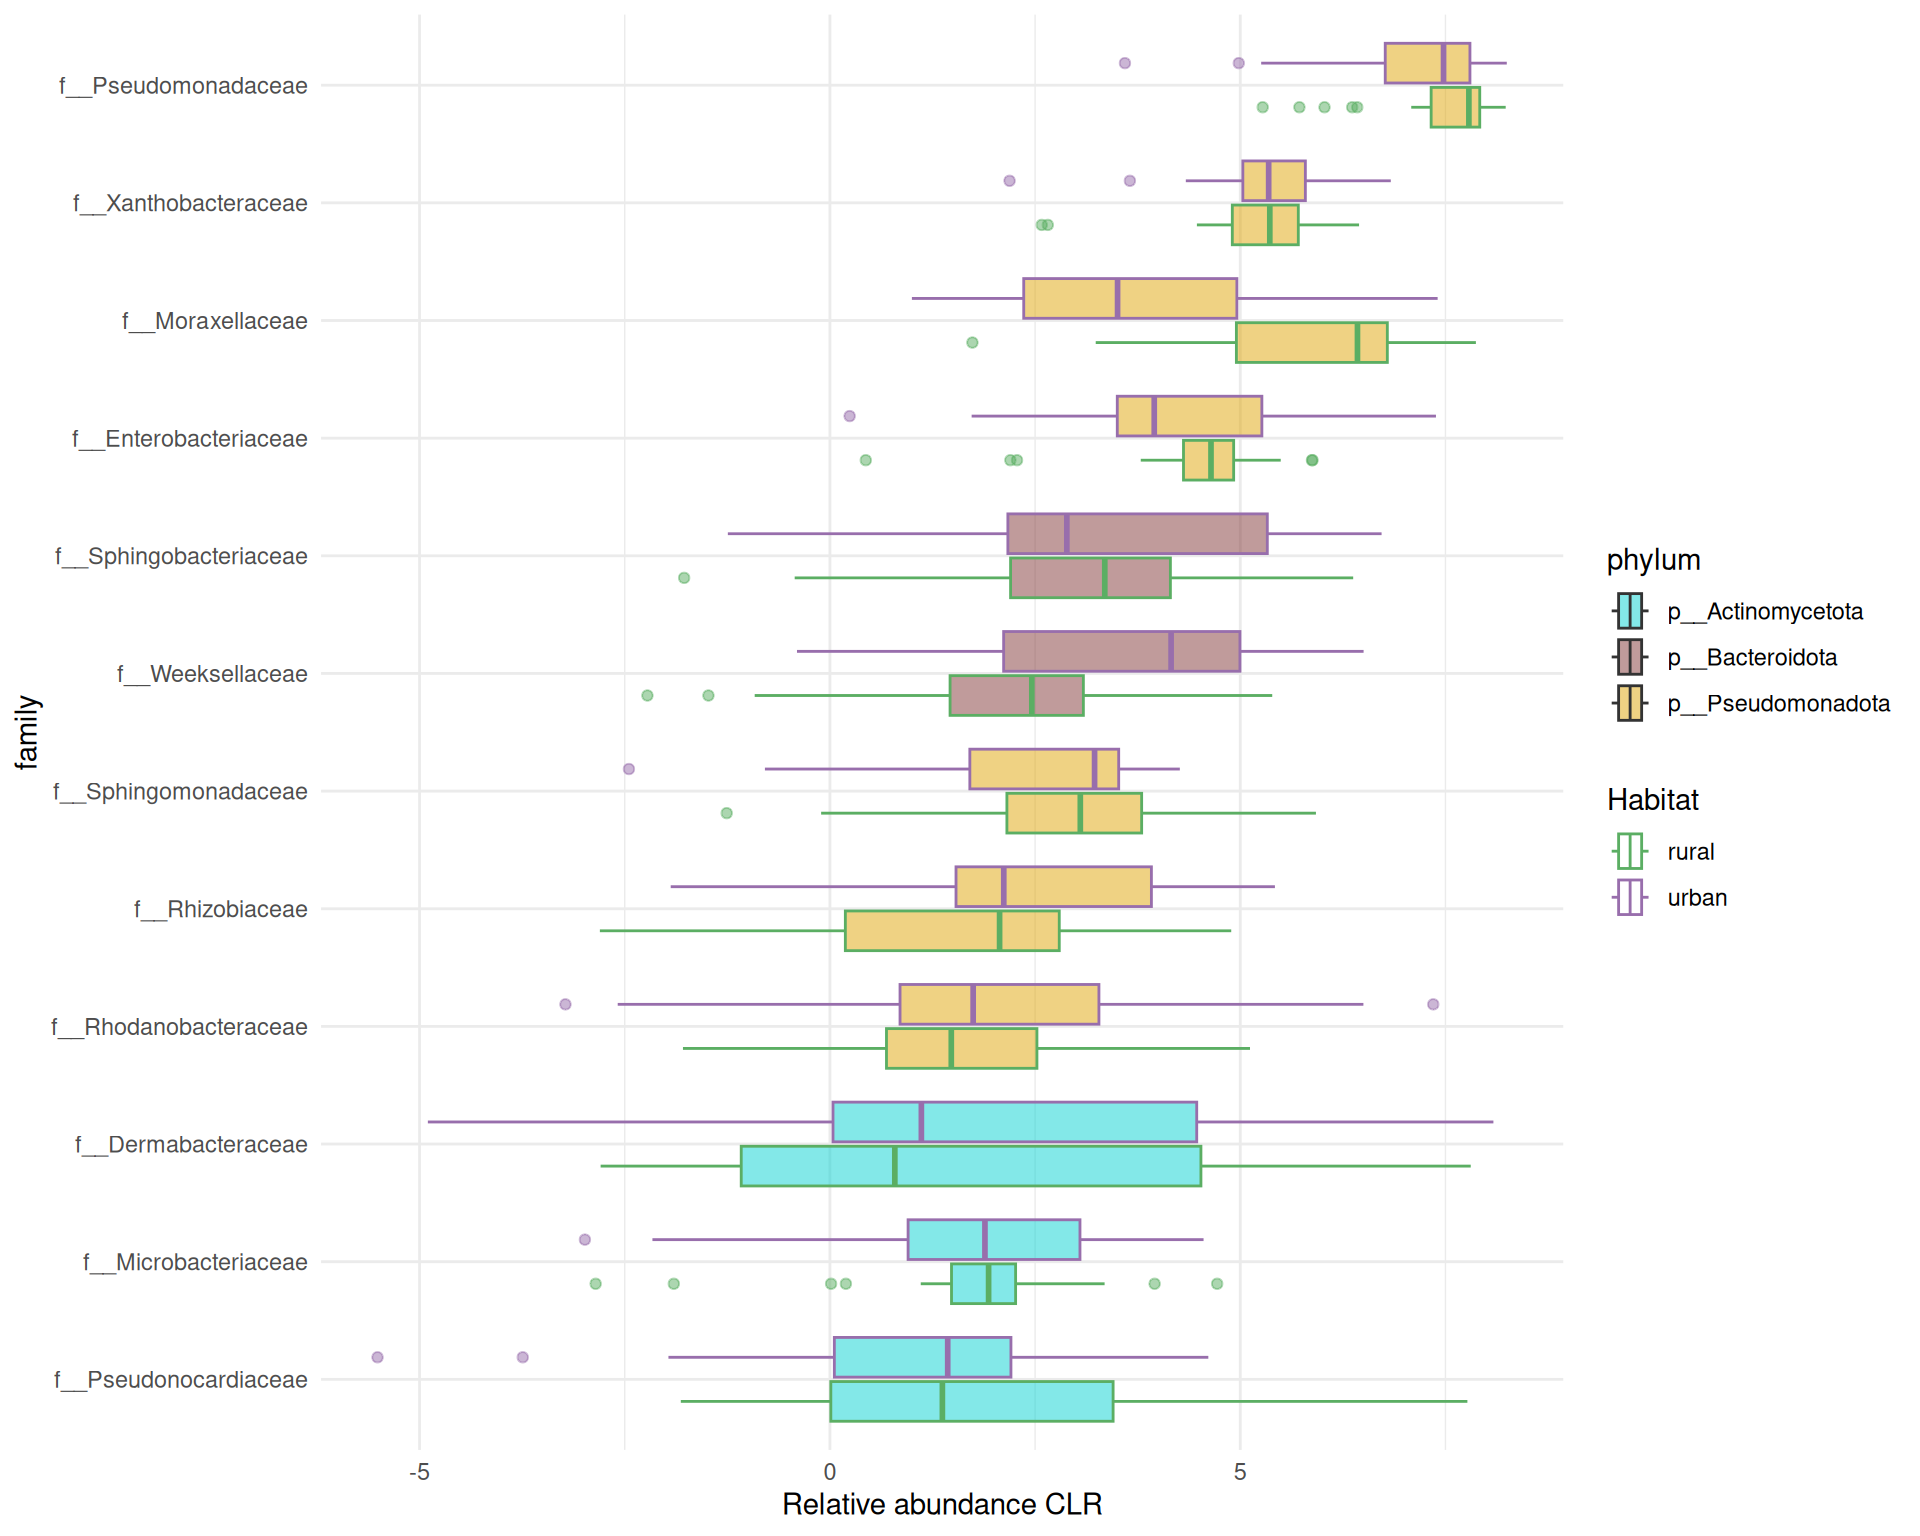 f__Pseudomonadaceae
f__Xanthobacteraceae
f__Moraxellaceae
f__Enterobacteriaceae
f__Sphingobacteriaceae
f__Weeksellaceae
f__Sphingomonadaceae
f__Rhizobiaceae
f__Rhodanobacteraceae
f__Dermabacteraceae
f__Microbacteriaceae
f__Pseudonocardiaceae
family
-5 0 5
Relative abundance CLR
phylum
p__Actinomycetota
p__Bacteroidota
p__Pseudomonadota
Habitat
rural
urban